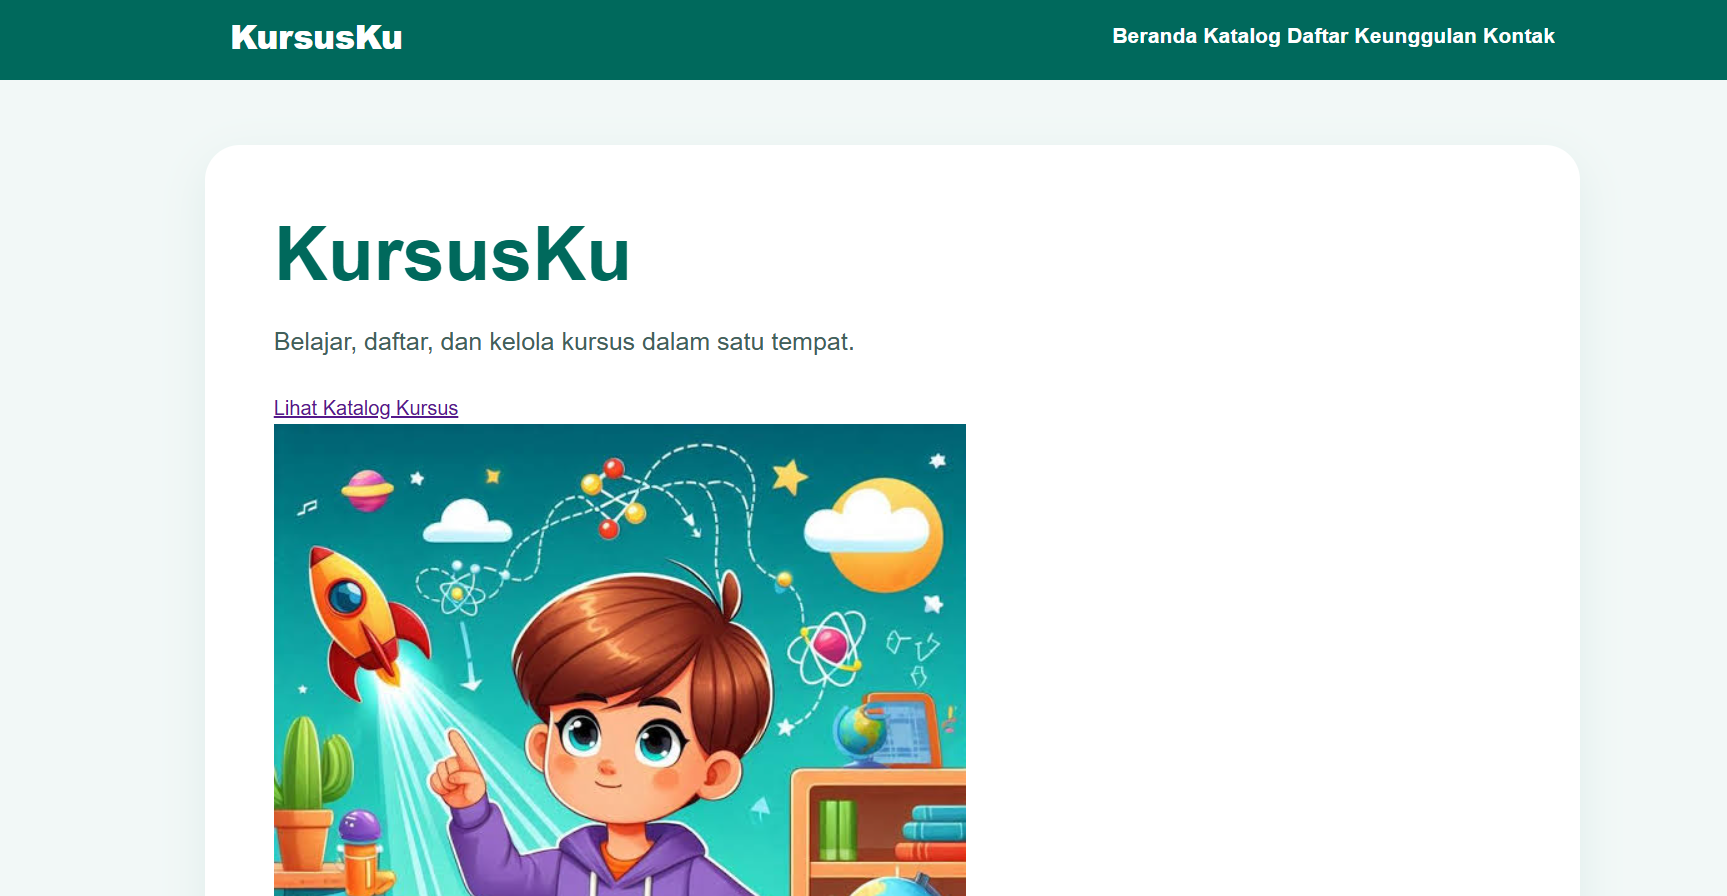 KursusKu
Beranda Katalog Daftar Keunggulan Kontak
KursusKu
Belajar, daftar, dan kelola kursus dalam satu tempat.
Lihat Katalog Kursus